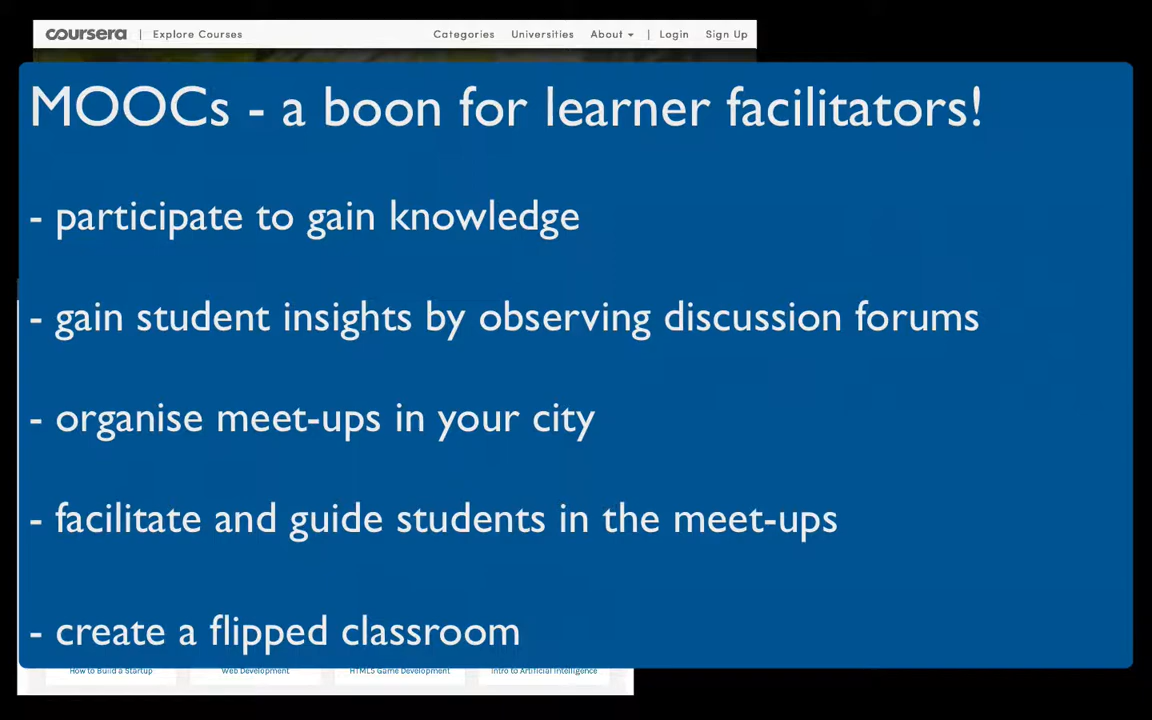 coursera | Explore Courses Categories Universities About | Login Sign Up
MOOCs - a boon for learner facilitators!
- participate to gain knowledge
- gain student insights by observing discussion forums
- organise meet-ups in your city
- facilitate and guide students in the meet-ups
- create a flipped classroom
How to Build a Startup Web Development HTML5 Game Development Intro to Artificial Intelligence